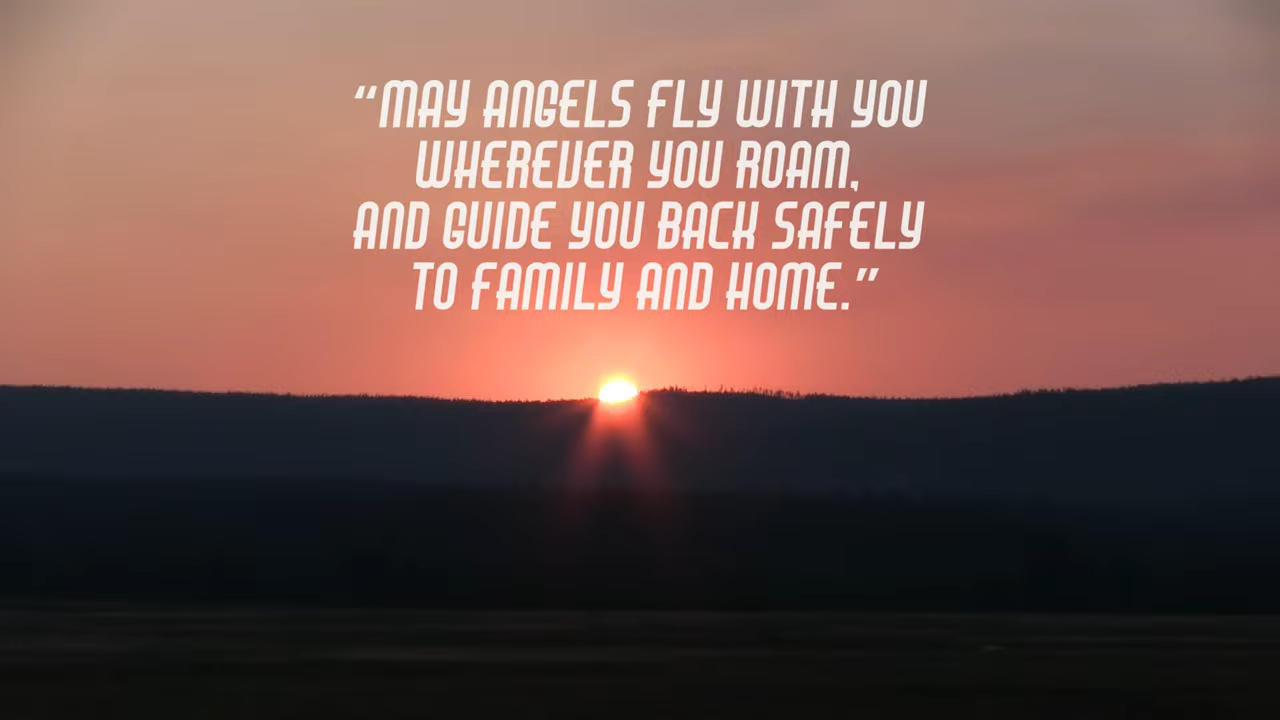 “MAY ANGELS FLY WITH YOU
WHEREVER YOU ROAM,
AND GUIDE YOU BACK SAFELY
TO FAMILY AND HOME.”